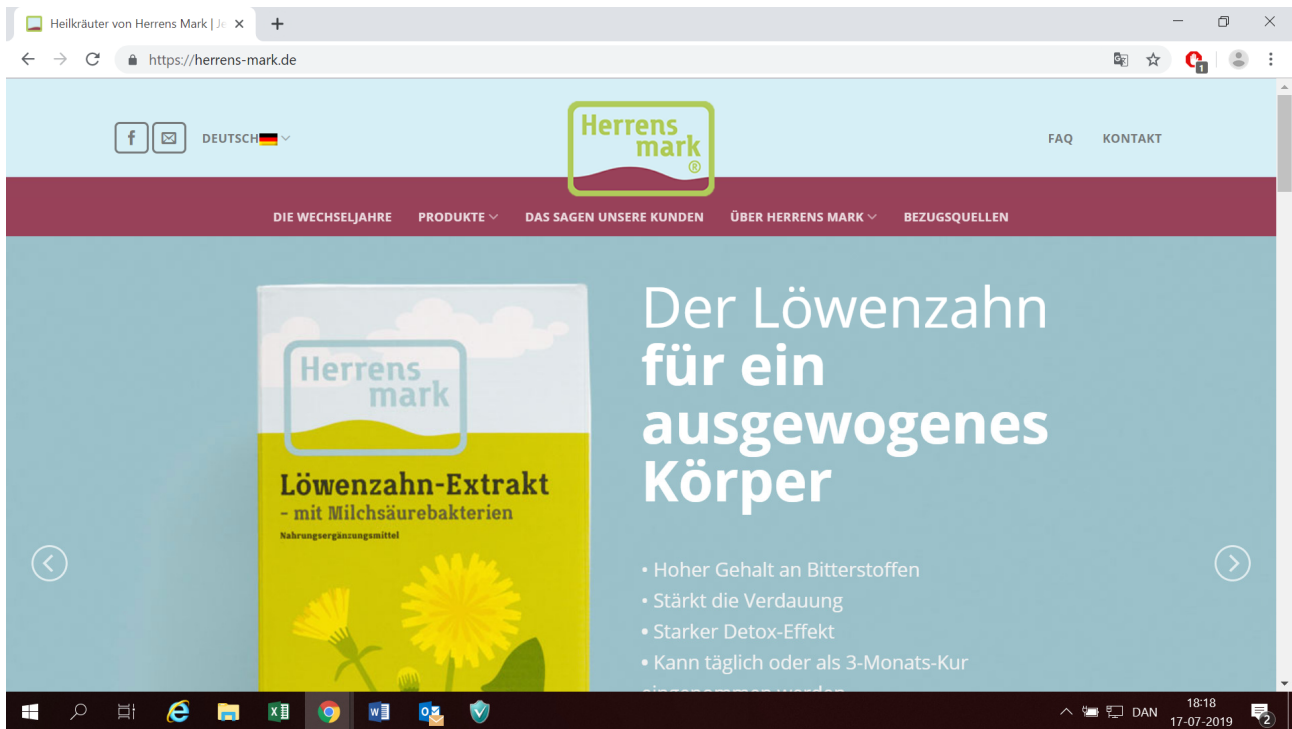 Heilkräuter von Herrens Mark | Je
https://herrens-mark.de
1
DEUTSCH
Herrens
mark
®
FAQ
KONTAKT
DIE WECHSELJAHRE
PRODUKTE
DAS SAGEN UNSERE KUNDEN
ÜBER HERRENS MARK
BEZUGSQUELLEN
Herrens
mark
Löwenzahn-Extrakt
- mit Milchsäurebakterien
Nahrungsergänzungsmittel
Der Löwenzahn
für ein
ausgewogenes
Körper
• Hoher Gehalt an Bitterstoffen
• Stärkt die Verdauung
• Starker Detox-Effekt
• Kann täglich oder als 3-Monats-Kur
eingenommen werden
DAN
18:18
17-07-2019
2